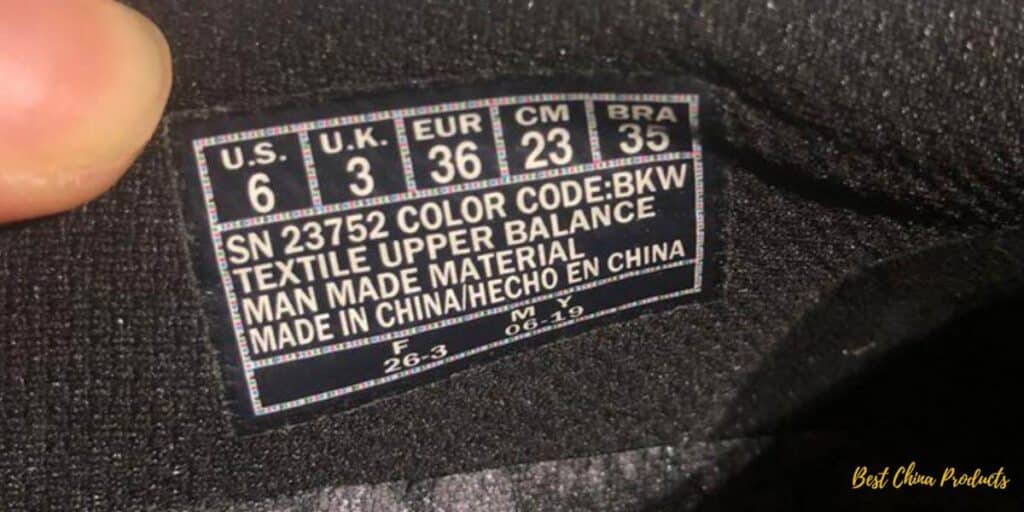 U.S. U.K. EUR CM BRA
6 3 36 23 35
SN 23752 COLOR CODE:BKW
TEXTILE UPPER BALANCE
MAN MADE MATERIAL
MADE IN CHINA/HECHO EN CHINA
F M Y
26-3 06-19
Best China Products